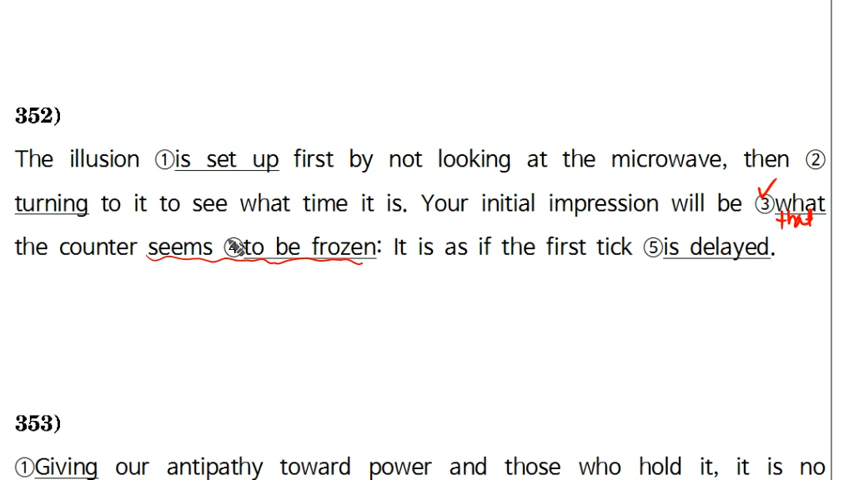 352)
The illusion ①is set up first by not looking at the microwave, then ②
turning to it to see what time it is. Your initial impression will be ③what
that
the counter seems ④to be frozen: It is as if the first tick ⑤is delayed.
353)
①Giving our antipathy toward power and those who hold it, it is no